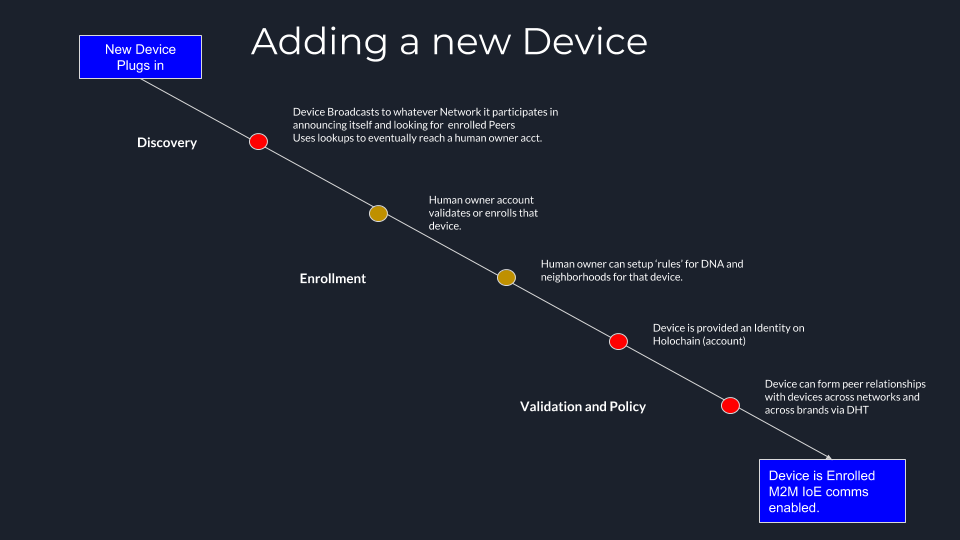 Adding a new Device
New Device
Plugs in
Device Broadcasts to whatever Network it participates in
announcing itself and looking for enrolled Peers
Uses lookups to eventually reach a human owner acct.
Discovery
Human owner account
validates or enrolls that
device.
Human owner can setup ‘rules’ for DNA and
neighborhoods for that device.
Enrollment
Device is provided an Identity on
Holochain (account)
Device can form peer relationships
with devices across networks and
across brands via DHT
Validation and Policy
Device is Enrolled
M2M IoE comms
enabled.